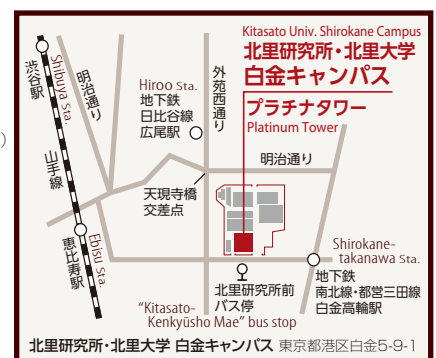 Kitasato Univ. Shirokane Campus
北里研究所・北里大学
白金キャンパス
プラチナタワー
Platinum Tower
渋谷駅
Shibuya Sta.
明治通り
Hiroo Sta.
地下鉄
日比谷線
広尾駅
外苑西通り
明治通り
)
山手線
天現寺橋
交差点
恵比寿駅
Ebisu Sta.
北里研究所前
バス停
"Kitasato-
Kenkyūsho Mae" bus stop
Shirokane-
takanawa Sta.
地下鉄
南北線・都営三田線
白金高輪駅
北里研究所・北里大学 白金キャンパス 東京都港区白金5-9-1